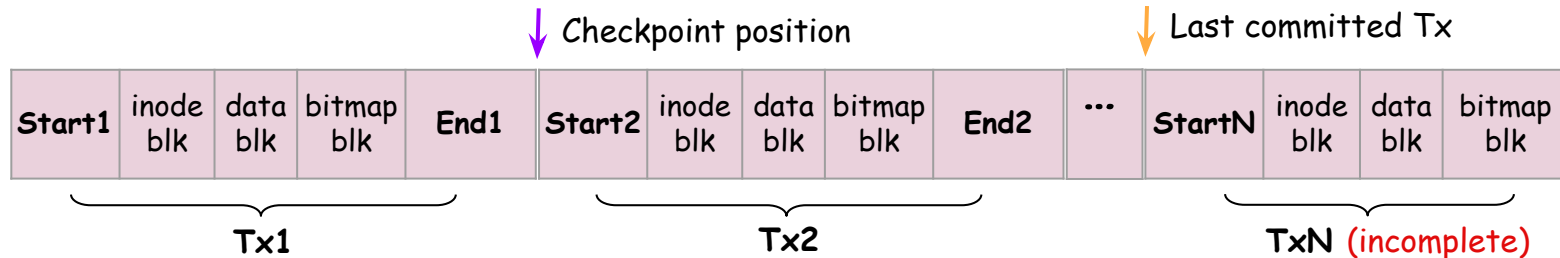 Checkpoint position
Last committed Tx
Start1
inode
blk
data
blk
bitmap
blk
End1
Start2
inode
blk
data
blk
bitmap
blk
End2
...
StartN
inode
blk
data
blk
bitmap
blk
Tx1
Tx2
TxN (incomplete)